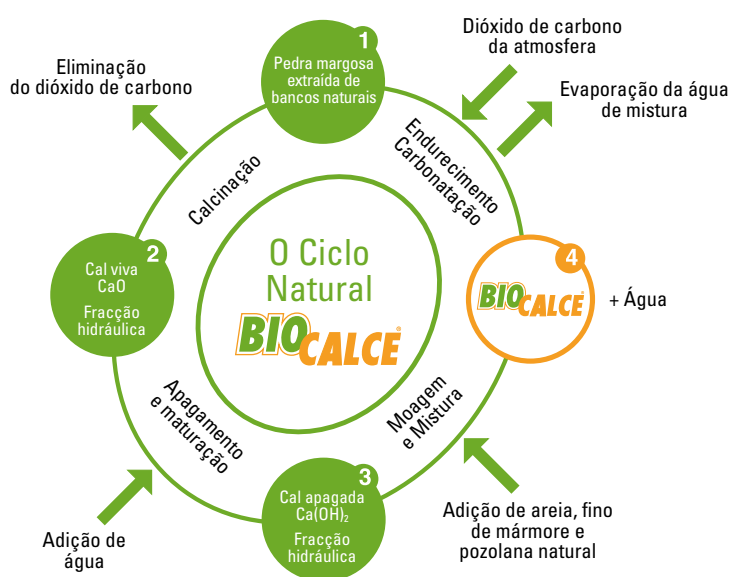 1
Pedra margosa
extraída de
bancos naturais
Dióxido de carbono
da atmosfera
Evaporação da água
de mistura
Endurecimento
Carbonatação
Eliminação
do dióxido de carbono
Calcinação
2
Cal viva
CaO
Fracção
hidráulica
O Ciclo
Natural
BIOCALCE®
4
BIOCALCE®
+ Água
Apagamento
e maturação
Moagem
e Mistura
3
Cal apagada
Ca(OH)₂
Fracção
hidráulica
Adição de
água
Adição de areia, fino
de mármore e
pozolana natural